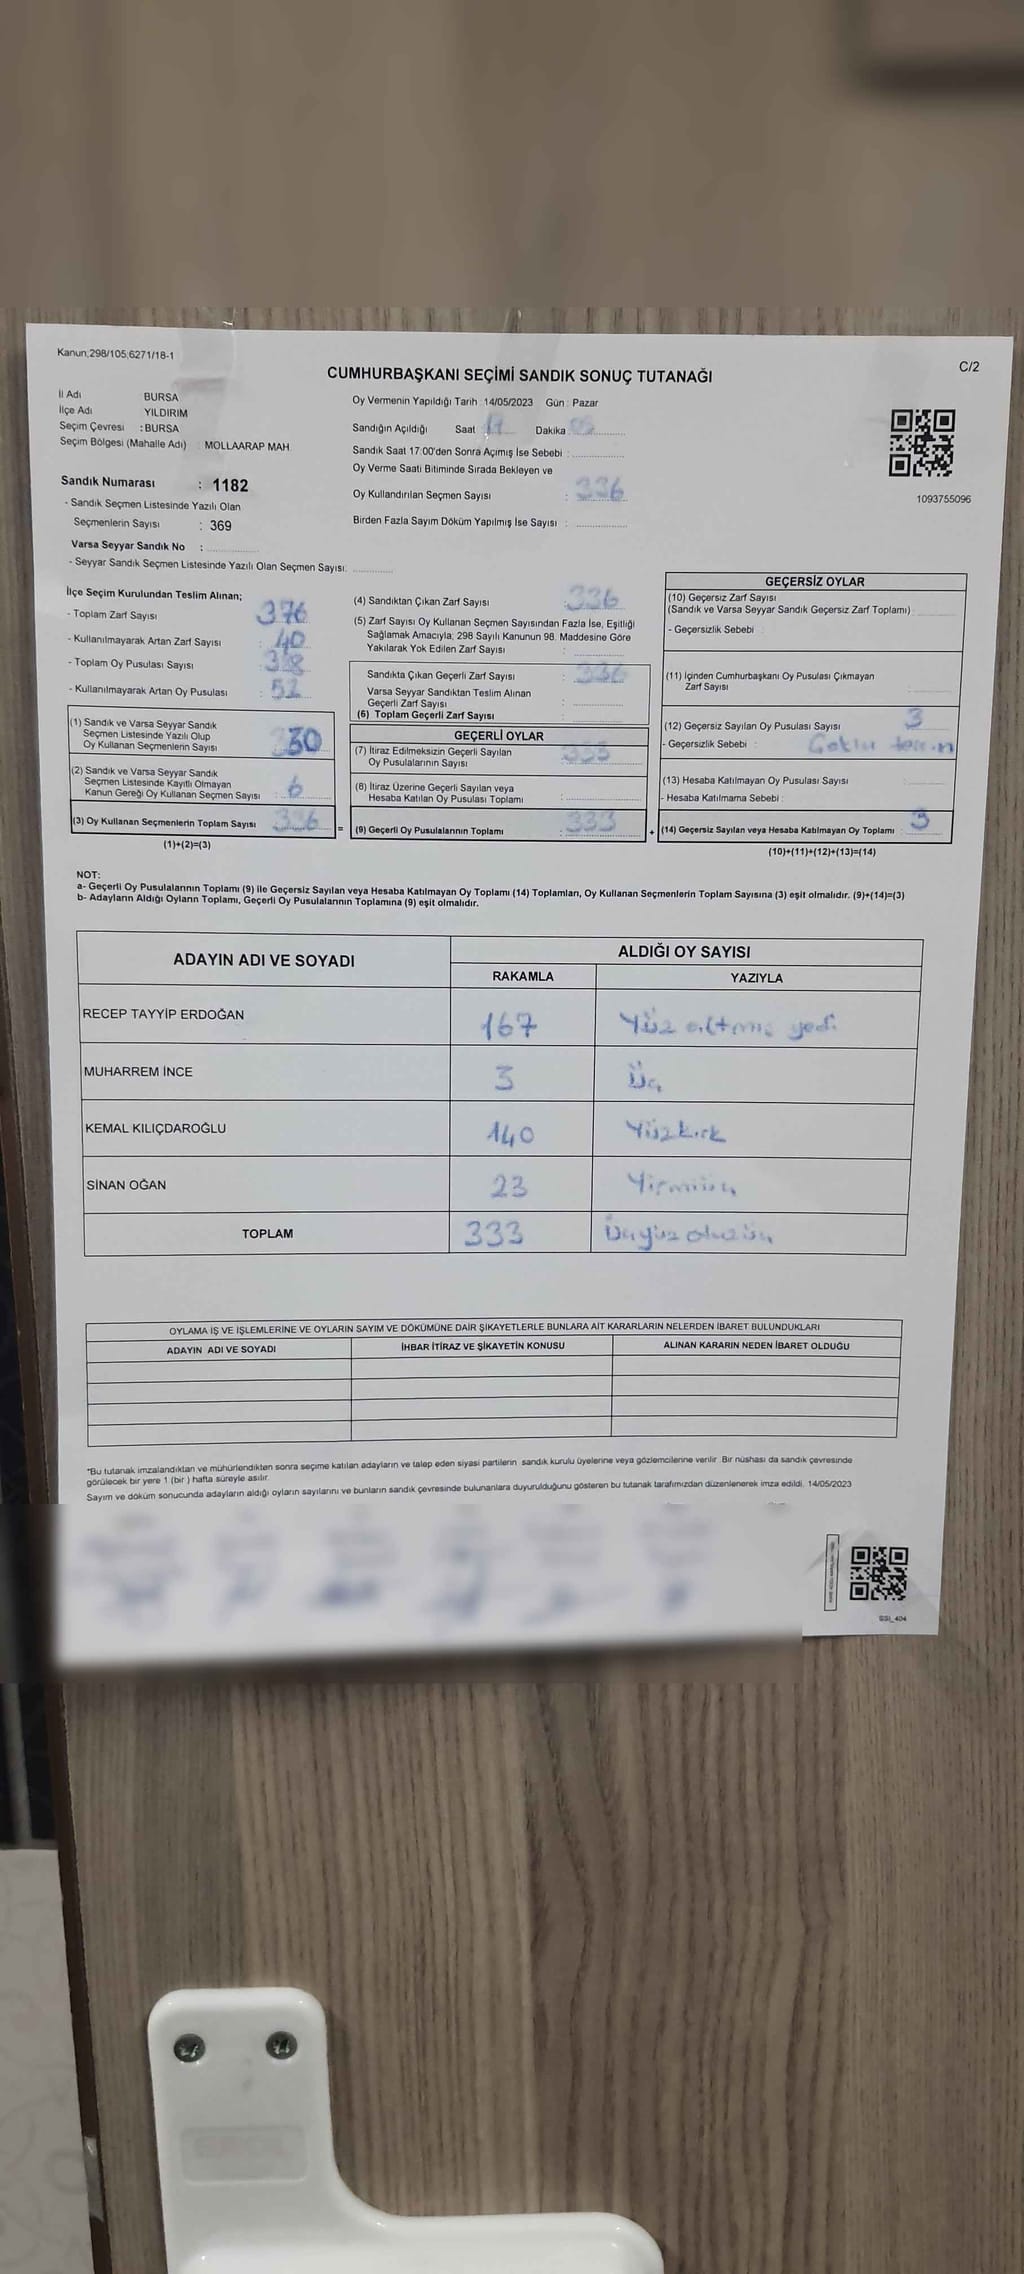 Kanun;298/105;6271/18-1
C/2
CUMHURBAŞKANI SEÇİMİ SANDIK SONUÇ TUTANAĞI
İl Adı BURSA
İlçe Adı YILDIRIM
Seçim Çevresi : BURSA
Seçim Bölgesi (Mahalle Adı) : MOLLAARAP MAH.
Sandık Numarası : 1182
- Sandık Seçmen Listesinde Yazılı Olan
Seçmenlerin Sayısı : 369
Varsa Seyyar Sandık No :
- Seyyar Sandık Seçmen Listesinde Yazılı Olan Seçmen Sayısı:
Oy Vermenin Yapıldığı Tarih 14/05/2023 Gün : Pazar
Sandığın Açıldığı Saat : 17 Dakika
Sandık Saat 17:00'den Sonra Açımış İse Sebebi :
Oy Verme Saati Bitiminde Sırada Bekleyen ve
Oy Kullandırılan Seçmen Sayısı : 336
Birden Fazla Sayım Döküm Yapılmış İse Sayısı :
1093755096
İlçe Seçim Kurulundan Teslim Alınan;
- Toplam Zarf Sayısı : 376
- Kullanılmayarak Artan Zarf Sayısı : 40
- Toplam Oy Pusulası Sayısı :
- Kullanılmayarak Artan Oy Pusulası : 52
(1) Sandık ve Varsa Seyyar Sandık
Seçmen Listesinde Yazılı Olup
Oy Kullanan Seçmenlerin Sayısı : 330
(2) Sandık ve Varsa Seyyar Sandık
Seçmen Listesinde Kayıtlı Olmayan
Kanun Gereği Oy Kullanan Seçmen Sayısı : 6
(3) Oy Kullanan Seçmenlerin Toplam Sayısı : 336
(1)+(2)=(3)
(4) Sandıktan Çıkan Zarf Sayısı : 336
(5) Zarf Sayısı Oy Kullanan Seçmen Sayısından Fazla İse, Eşitliği
Sağlamak Amacıyla; 298 Sayılı Kanunun 98. Maddesine Göre
Yakılarak Yok Edilen Zarf Sayısı :
Sandıkta Çıkan Geçerli Zarf Sayısı : 336
Varsa Seyyar Sandıktan Teslim Alınan
Geçerli Zarf Sayısı :
(6) Toplam Geçerli Zarf Sayısı :
GEÇERLİ OYLAR
(7) İtiraz Edilmeksizin Geçerli Sayılan
Oy Pusulalarının Sayısı : 333
(8) İtiraz Üzerine Geçerli Sayılan veya
Hesaba Katılan Oy Pusulası Toplamı :
= (9) Geçerli Oy Pusulalarının Toplamı : 333
GEÇERSİZ OYLAR
(10) Geçersiz Zarf Sayısı
(Sandık ve Varsa Seyyar Sandık Geçersiz Zarf Toplamı) :
- Geçersizlik Sebebi :
(11) İçinden Cumhurbaşkanı Oy Pusulası Çıkmayan
Zarf Sayısı :
(12) Geçersiz Sayılan Oy Pusulası Sayısı : 3
- Geçersizlik Sebebi :
(13) Hesaba Katılmayan Oy Pusulası Sayısı :
- Hesaba Katılmama Sebebi :
+ (14) Geçersiz Sayılan veya Hesaba Katılmayan Oy Toplamı : 3
(10)+(11)+(12)+(13)=(14)
NOT:
a- Geçerli Oy Pusulalarının Toplamı (9) ile Geçersiz Sayılan veya Hesaba Katılmayan Oy Toplamı (14) Toplamları, Oy Kullanan Seçmenlerin Toplam Sayısına (3) eşit olmalıdır. (9)+(14)=(3)
b- Adayların Aldığı Oyların Toplamı, Geçerli Oy Pusulalarının Toplamına (9) eşit olmalıdır.
ADAYIN ADI VE SOYADI ALDIĞI OY SAYISI
RAKAMLA YAZIYLA
RECEP TAYYİP ERDOĞAN 167 Yüz altmış yedi
MUHARREM İNCE 3 Üç
KEMAL KILIÇDAROĞLU 140 Yüzkırk
SİNAN OĞAN 23 Yirmiüç
TOPLAM 333 Üçyüz otuzüç
OYLAMA İŞ VE İŞLEMLERİNE VE OYLARIN SAYIM VE DÖKÜMÜNE DAİR ŞİKAYETLERLE BUNLARA AİT KARARLARIN NELERDEN İBARET BULUNDUKLARI
ADAYIN ADI VE SOYADI İHBAR İTİRAZ VE ŞİKAYETİN KONUSU ALINAN KARARIN NEDEN İBARET OLDUĞU
"Bu tutanak imzalandıktan ve mühürlendikten sonra seçime katılan adayların ve talep eden siyasi partilerin sandık kurulu üyelerine veya gözlemcilerine verilir. Bir nüshası da sandık çevresinde
görülecek bir yere 1 (bir) hafta süreyle asılır.
Sayım ve döküm sonucunda adayların aldığı oyların sayılarını ve bunların sandık çevresinde bulunanlara duyurulduğunu gösteren bu tutanak tarafımızdan düzenlenerek imza edildi. 14/05/2023
SSİ_404